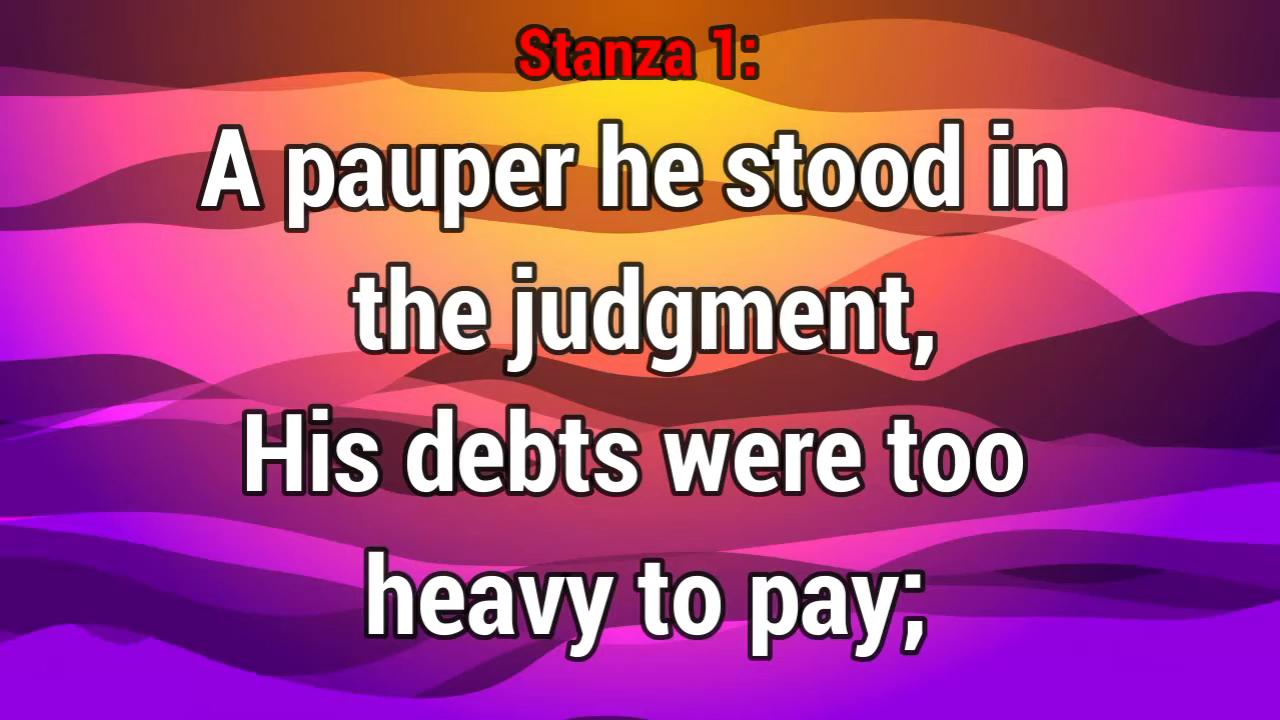 Stanza 1:
A pauper he stood in
the judgment,
His debts were too
heavy to pay;